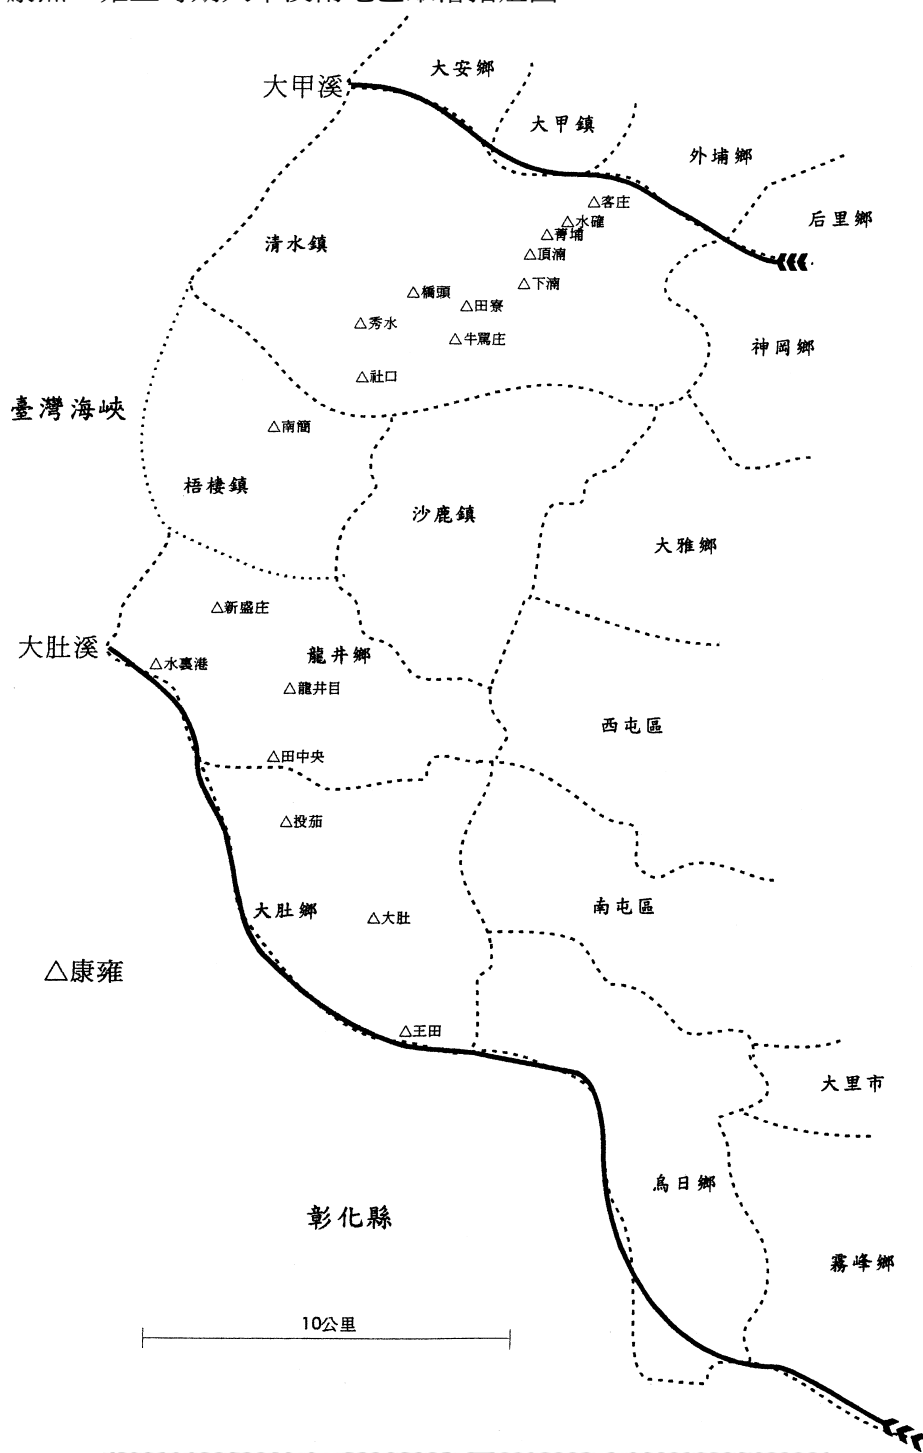 大安鄉
大甲溪
大甲鎮
外埔鄉
△客庄
后里鄉
△水碓
△菁埔
清水鎮
△頂湳
△下湳
△橋頭
△田寮
△秀水
△牛罵庄
神岡鄉
△社口
臺灣海峽
△南簡
梧棲鎮
沙鹿鎮
大雅鄉
△新盛庄
大肚溪
龍井鄉
△水裏港
△龍井目
西屯區
△田中央
△投茄
南屯區
大肚鄉
△大肚
△康雍
△王田
大里市
烏日鄉
彰化縣
霧峰鄉
10公里